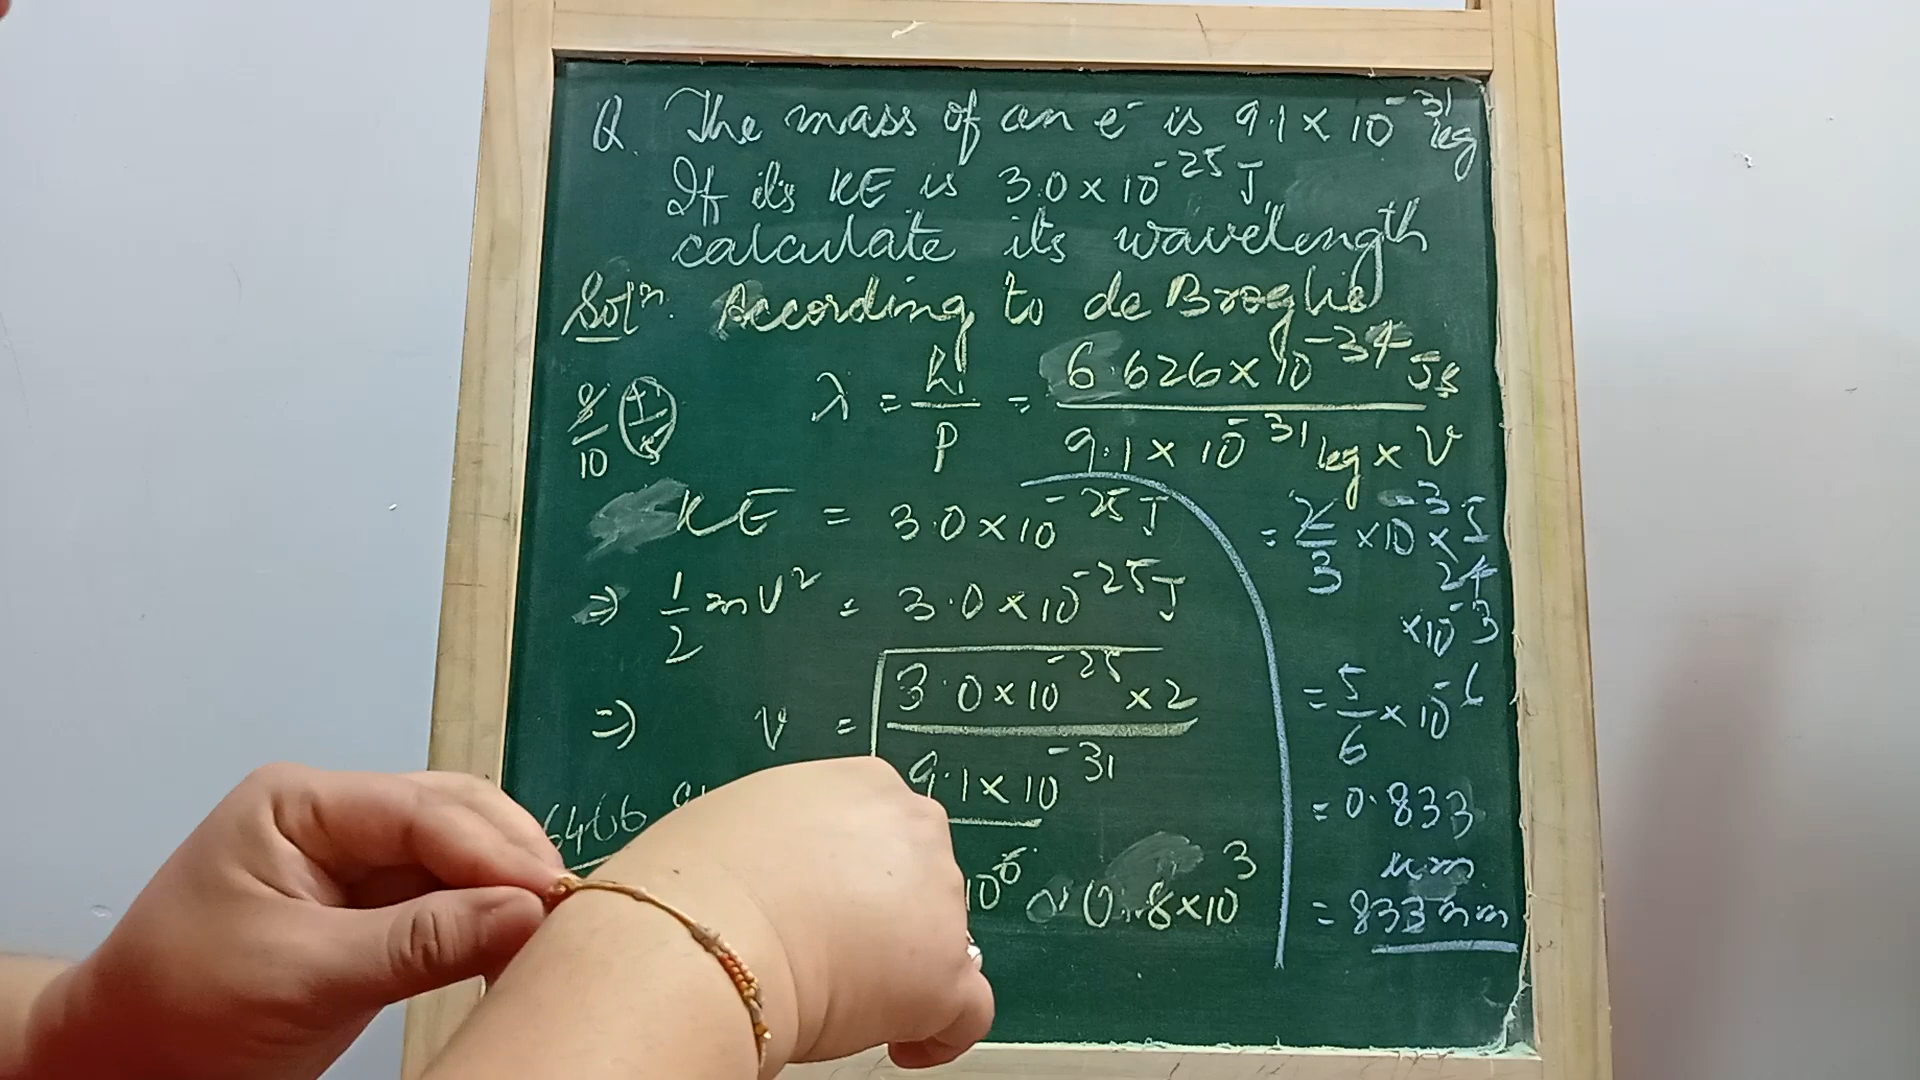 Q. The mass of an e⁻ is 9.1 × 10⁻³¹ kg
If its KE is 3.0 × 10⁻²⁵ J,
calculate its wavelength
Solⁿ. According to de Broglie
λ = h/p = 6.626 × 10⁻³⁴ Js / 9.1 × 10⁻³¹ kg × v
8/10
KE = 3.0 × 10⁻²⁵ J
⇒ 1/2 mv² = 3.0 × 10⁻²⁵ J
⇒ v = √(3.0 × 10⁻²⁵ × 2 / 9.1 × 10⁻³¹)
10⁶ ∼ 0.8 × 10³
= 2/3 × 10⁻³ × 5/24
× 10⁻³
= 5/6 × 10⁻⁶
= 0.833
μm
= 833 nm